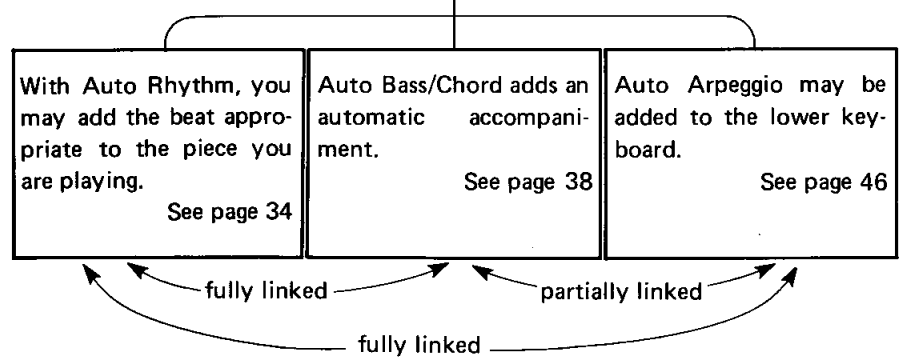 With Auto Rhythm, you
may add the beat appro-
priate to the piece you
are playing.
See page 34
Auto Bass/Chord adds an
automatic accompani-
ment.
See page 38
Auto Arpeggio may be
added to the lower key-
board.
See page 46
fully linked
partially linked
fully linked